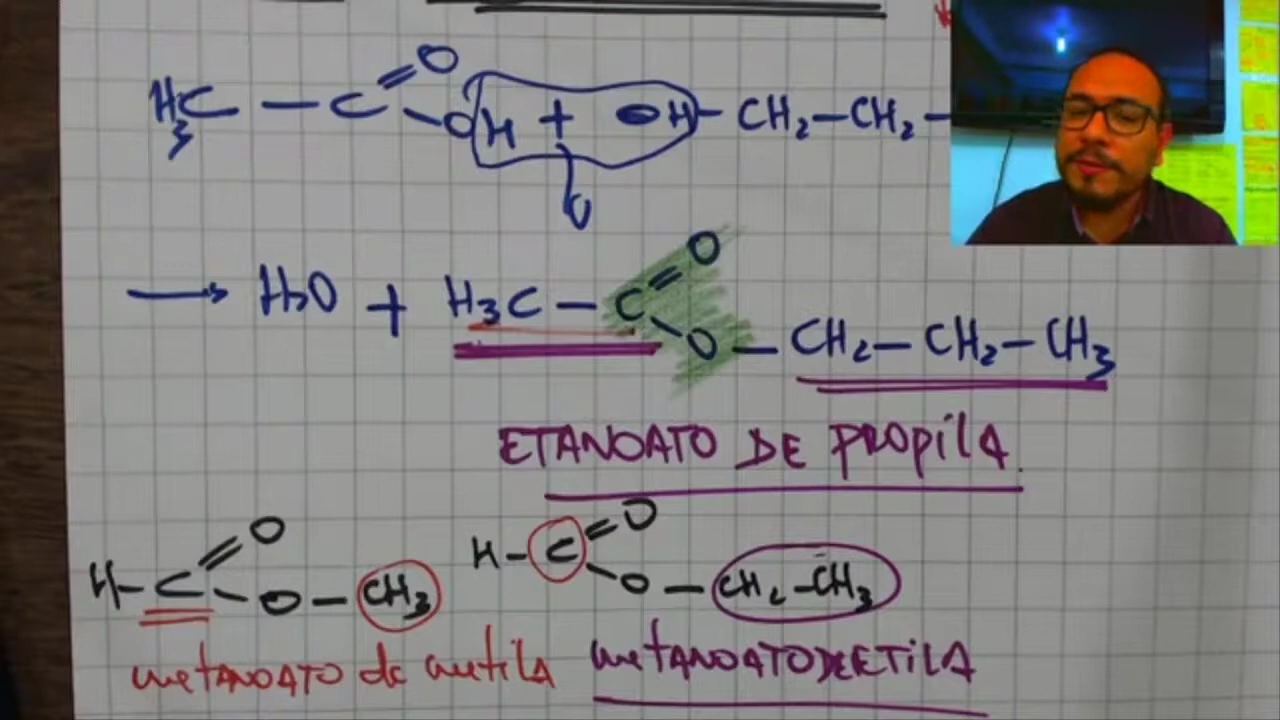 H₃C — C =O OH + OH — CH₂ — CH₂ —
→ H₂O + H₃C — C =O O — CH₂ — CH₂ — CH₃
ETANOATO DE PROPILA
H — C =O O — CH₃
H — C =O O — CH₂ — CH₃
metANOATO de metila
metANOATO DE ETILA